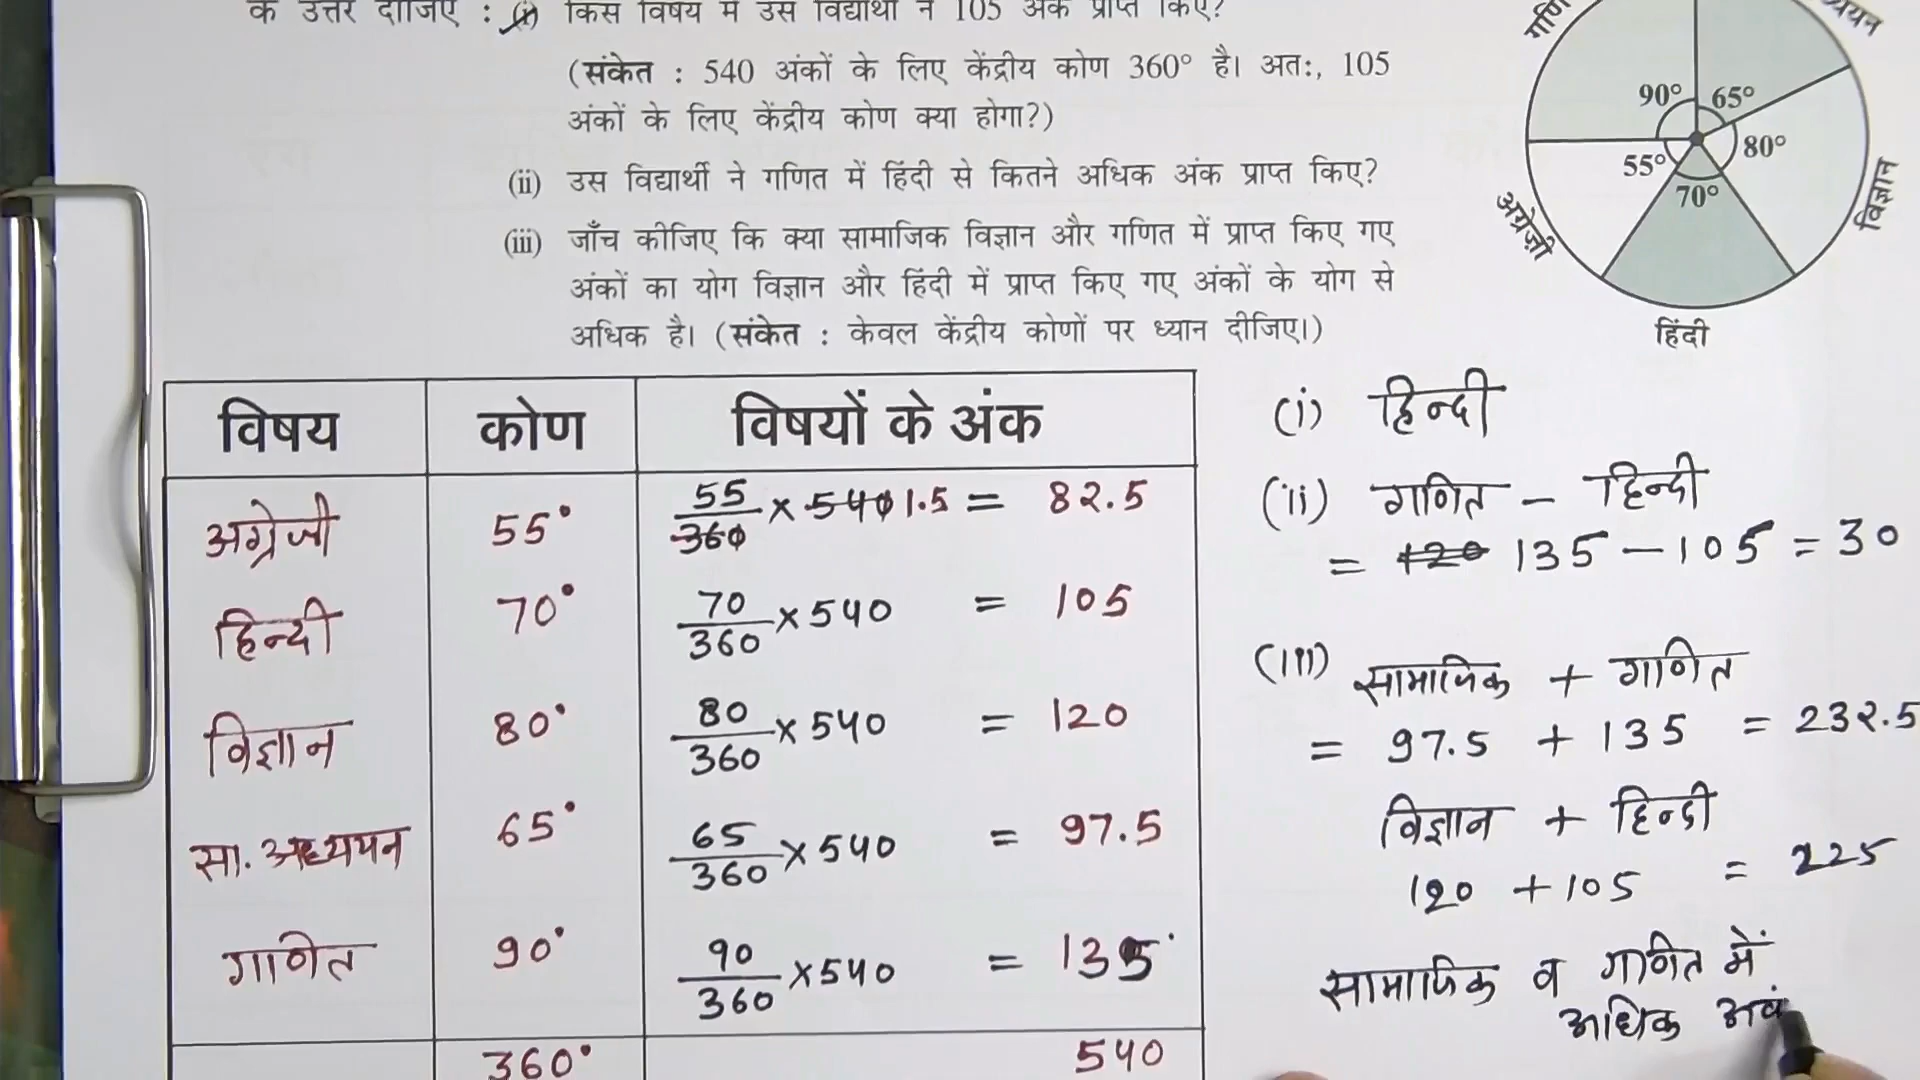 के उत्तर दीजिए : (i) किस विषय में उस विद्यार्थी ने 105 अंक प्राप्त किए?
(संकेत : 540 अंकों के लिए केंद्रीय कोण 360° है। अतः, 105
अंकों के लिए केंद्रीय कोण क्या होगा?)
(ii) उस विद्यार्थी ने गणित में हिंदी से कितने अधिक अंक प्राप्त किए?
(iii) जाँच कीजिए कि क्या सामाजिक विज्ञान और गणित में प्राप्त किए गए
अंकों का योग विज्ञान और हिंदी में प्राप्त किए गए अंकों के योग से
अधिक है। (संकेत : केवल केंद्रीय कोणों पर ध्यान दीजिए।)
90° 65°
55° 80°
70°
अंग्रेज़ी
विज्ञान
हिंदी
विषय कोण विषयों के अंक
अग्रेजी 55° 55/360 × 540 1.5 = 82.5
हिन्दी 70° 70/360 × 540 = 105
विज्ञान 80° 80/360 × 540 = 120
सा. अध्ययन 65° 65/360 × 540 = 97.5
गणित 90° 90/360 × 540 = 135
360° 540
(i) हिन्दी
(ii) गणित – हिन्दी
= 120 135 – 105 = 30
(iii) सामाजिक + गणित
= 97.5 + 135 = 232.5
विज्ञान + हिन्दी
120 + 105 = 225
सामाजिक व गणित में
अधिक